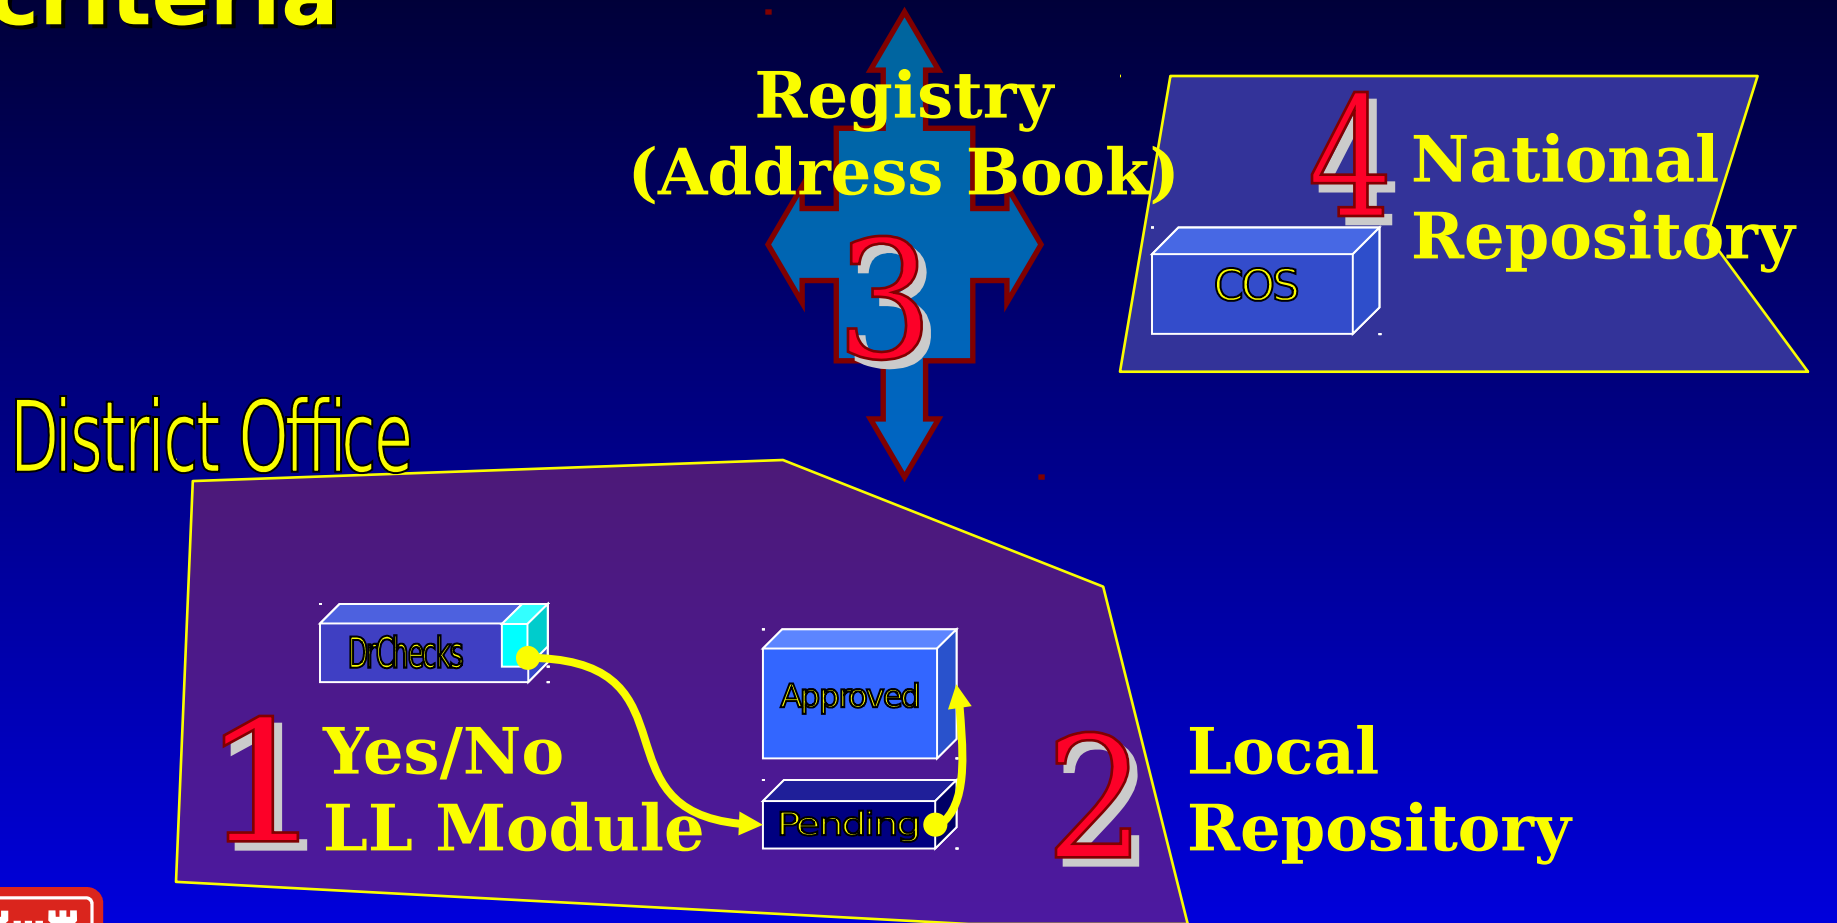 criteria
Registry
(Address Book)
3
4
National
Repository
COS
District Office
DrChecks
Approved
Pending
1
Yes/No
LL Module
2
Local
Repository